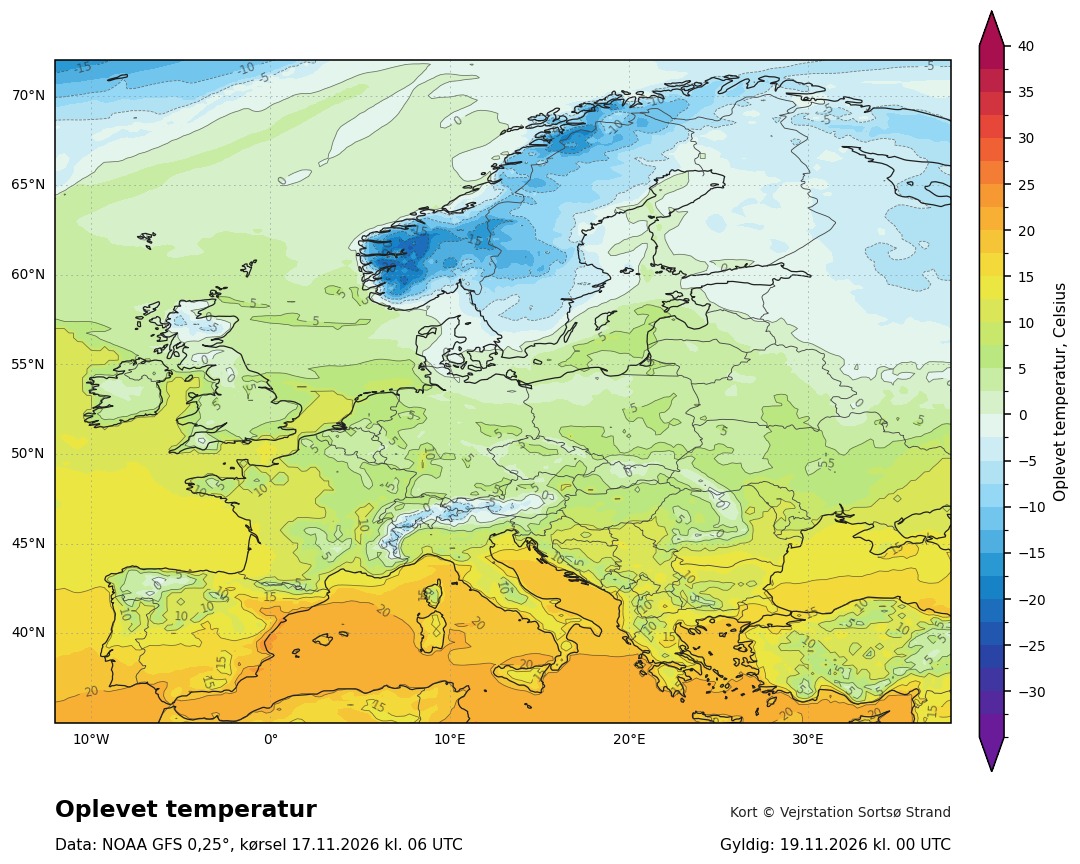 40
35
30
25
20
15
10
5
0
−5
−10
−15
−20
−25
−30
Oplevet temperatur, Celsius
70°N
65°N
60°N
55°N
50°N
45°N
40°N
10°W
0°
10°E
20°E
30°E
Oplevet temperatur
Kort © Vejrstation Sortsø Strand
Data: NOAA GFS 0,25°, kørsel 17.11.2026 kl. 06 UTC
Gyldig: 19.11.2026 kl. 00 UTC